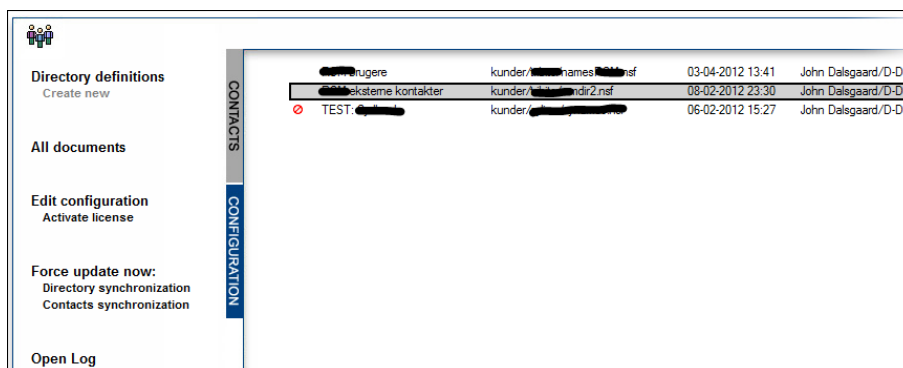 Directory definitions
Create new
All documents
Edit configuration
Activate license
Force update now:
Directory synchronization
Contacts synchronization
Open Log
CONTACTS
CONFIGURATION
Brugere kunder/ names nsf 03-04-2012 13:41 John Dalsgaard/D-D
eksterne kontakter kunder/ ndir2.nsf 08-02-2012 23:30 John Dalsgaard/D-D
TEST: kunder/ 06-02-2012 15:27 John Dalsgaard/D-D